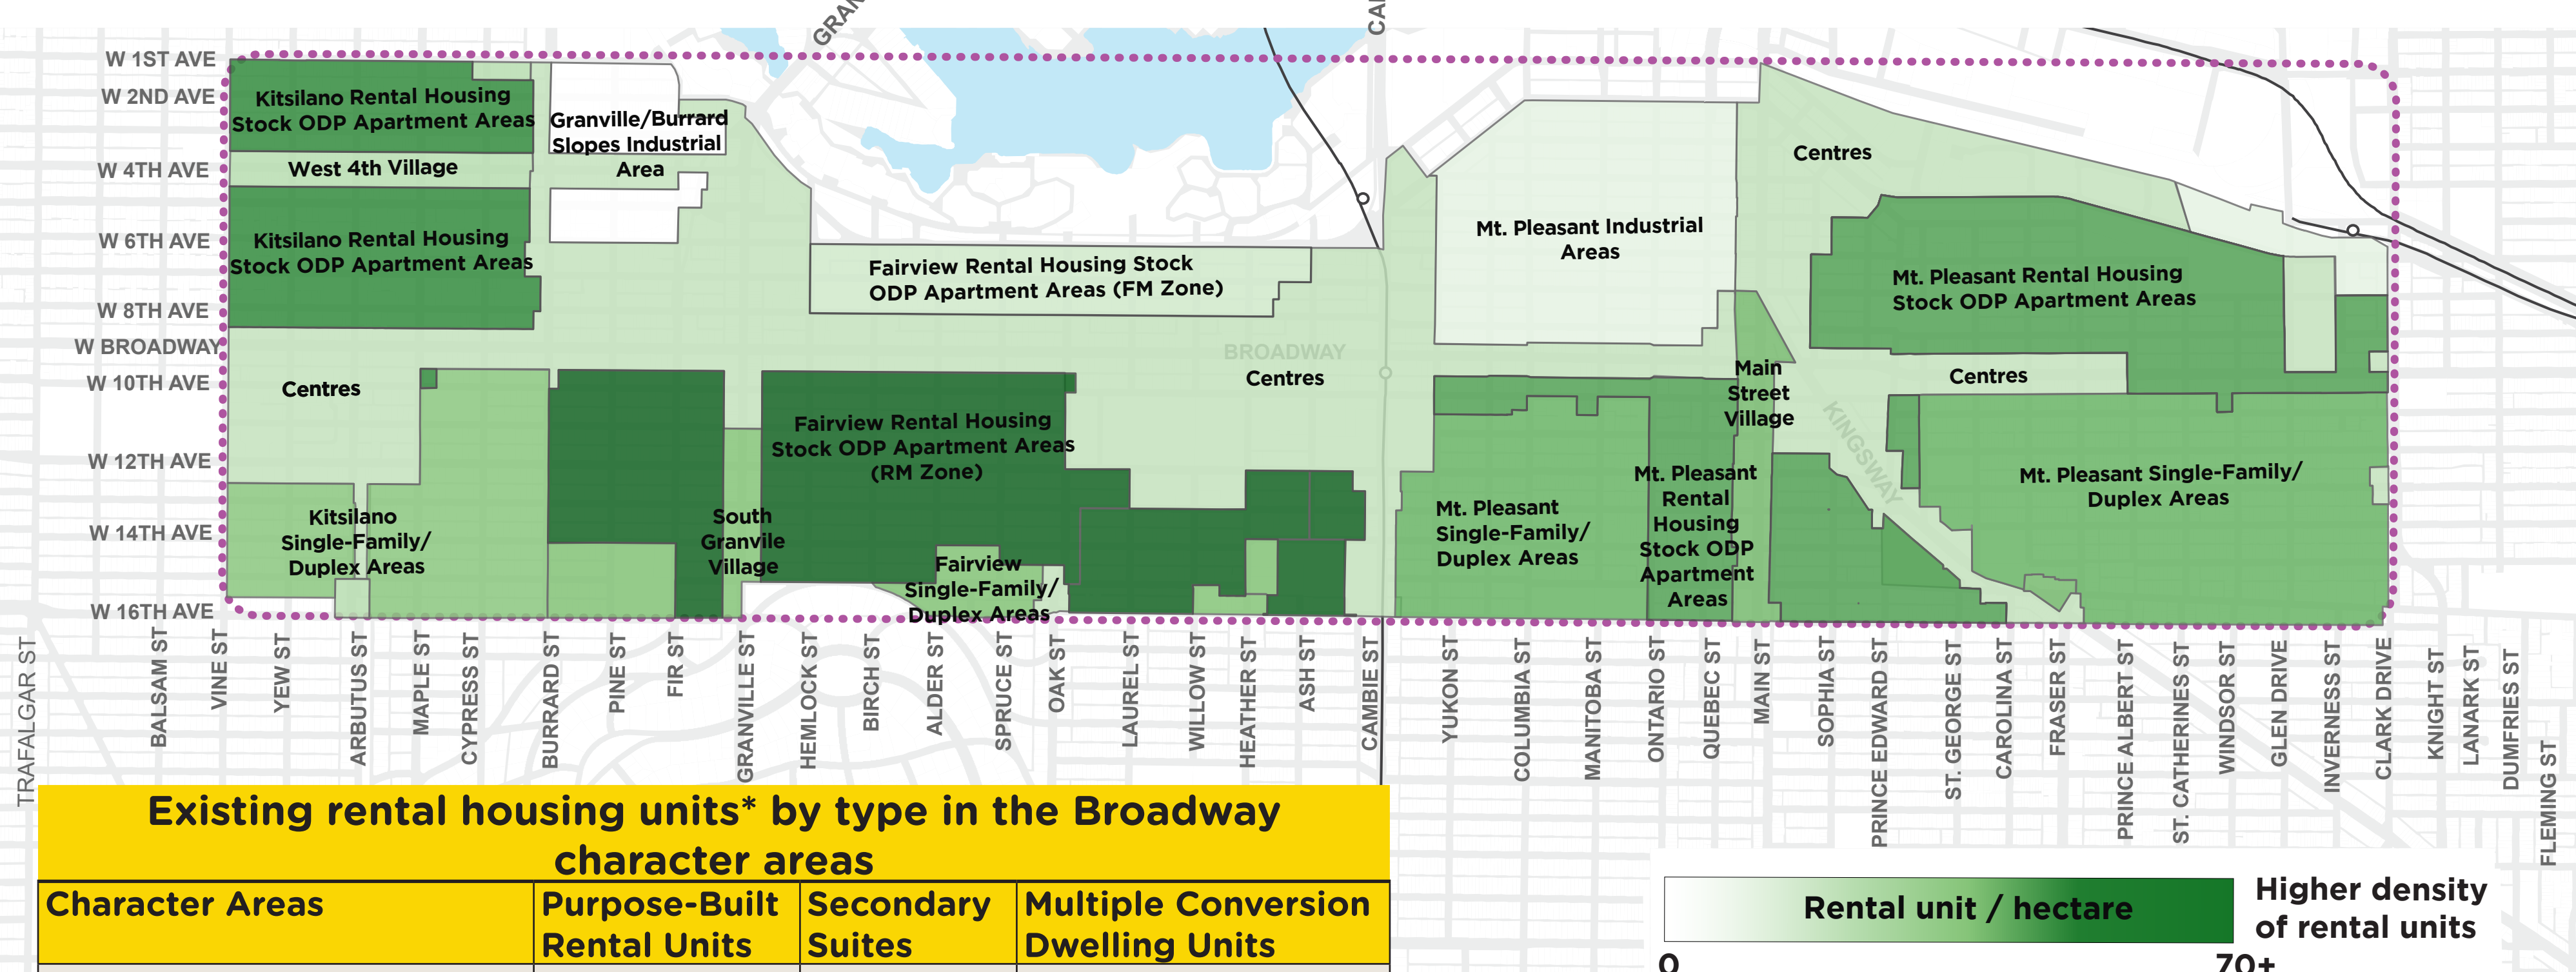 GRAN
CA
W 1ST AVE
W 2ND AVE
W 4TH AVE
W 6TH AVE
W 8TH AVE
W BROADWAY
W 10TH AVE
W 12TH AVE
W 14TH AVE
W 16TH AVE
Kitsilano Rental Housing
Stock ODP Apartment Areas
West 4th Village
Kitsilano Rental Housing
Stock ODP Apartment Areas
Granville/Burrard
Slopes Industrial
Area
Fairview Rental Housing Stock
ODP Apartment Areas (FM Zone)
Mt. Pleasant Industrial
Areas
Centres
Mt. Pleasant Rental Housing
Stock ODP Apartment Areas
BROADWAY
Centres
Centres
Centres
Main
Street
Village
KINGSWAY
Fairview Rental Housing
Stock ODP Apartment Areas
(RM Zone)
Kitsilano
Single-Family/
Duplex Areas
South
Granvile
Village
Fairview
Single-Family/
Duplex Areas
Mt. Pleasant
Single-Family/
Duplex Areas
Mt. Pleasant
Rental
Housing
Stock ODP
Apartment
Areas
Mt. Pleasant Single-Family/
Duplex Areas
TRAFALGAR ST
BALSAM ST
VINE ST
YEW ST
ARBUTUS ST
MAPLE ST
CYPRESS ST
BURRARD ST
PINE ST
FIR ST
GRANVILLE ST
HEMLOCK ST
BIRCH ST
ALDER ST
SPRUCE ST
OAK ST
LAUREL ST
WILLOW ST
HEATHER ST
ASH ST
CAMBIE ST
YUKON ST
COLUMBIA ST
MANITOBA ST
ONTARIO ST
QUEBEC ST
MAIN ST
SOPHIA ST
PRINCE EDWARD ST
ST. GEORGE ST
CAROLINA ST
FRASER ST
PRINCE ALBERT ST
ST. CATHERINES ST
WINDSOR ST
GLEN DRIVE
INVERNESS ST
CLARK DRIVE
KNIGHT ST
LANARK ST
DUMFRIES ST
FLEMING ST
Existing rental housing units* by type in the Broadway
character areas
Character Areas
Purpose-Built
Rental Units
Secondary
Suites
Multiple Conversion
Dwelling Units
Rental unit / hectare
Higher density
of rental units
0
70+